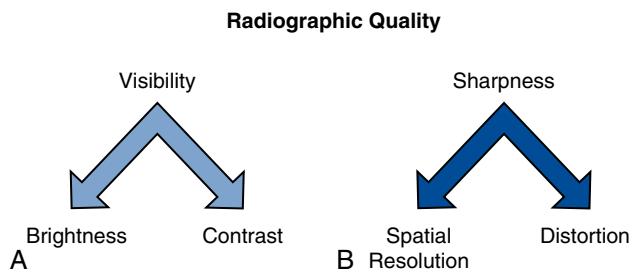 Radiographic Quality
Visibility
Brightness
Contrast
A
Sharpness
Spatial
Resolution
Distortion
B